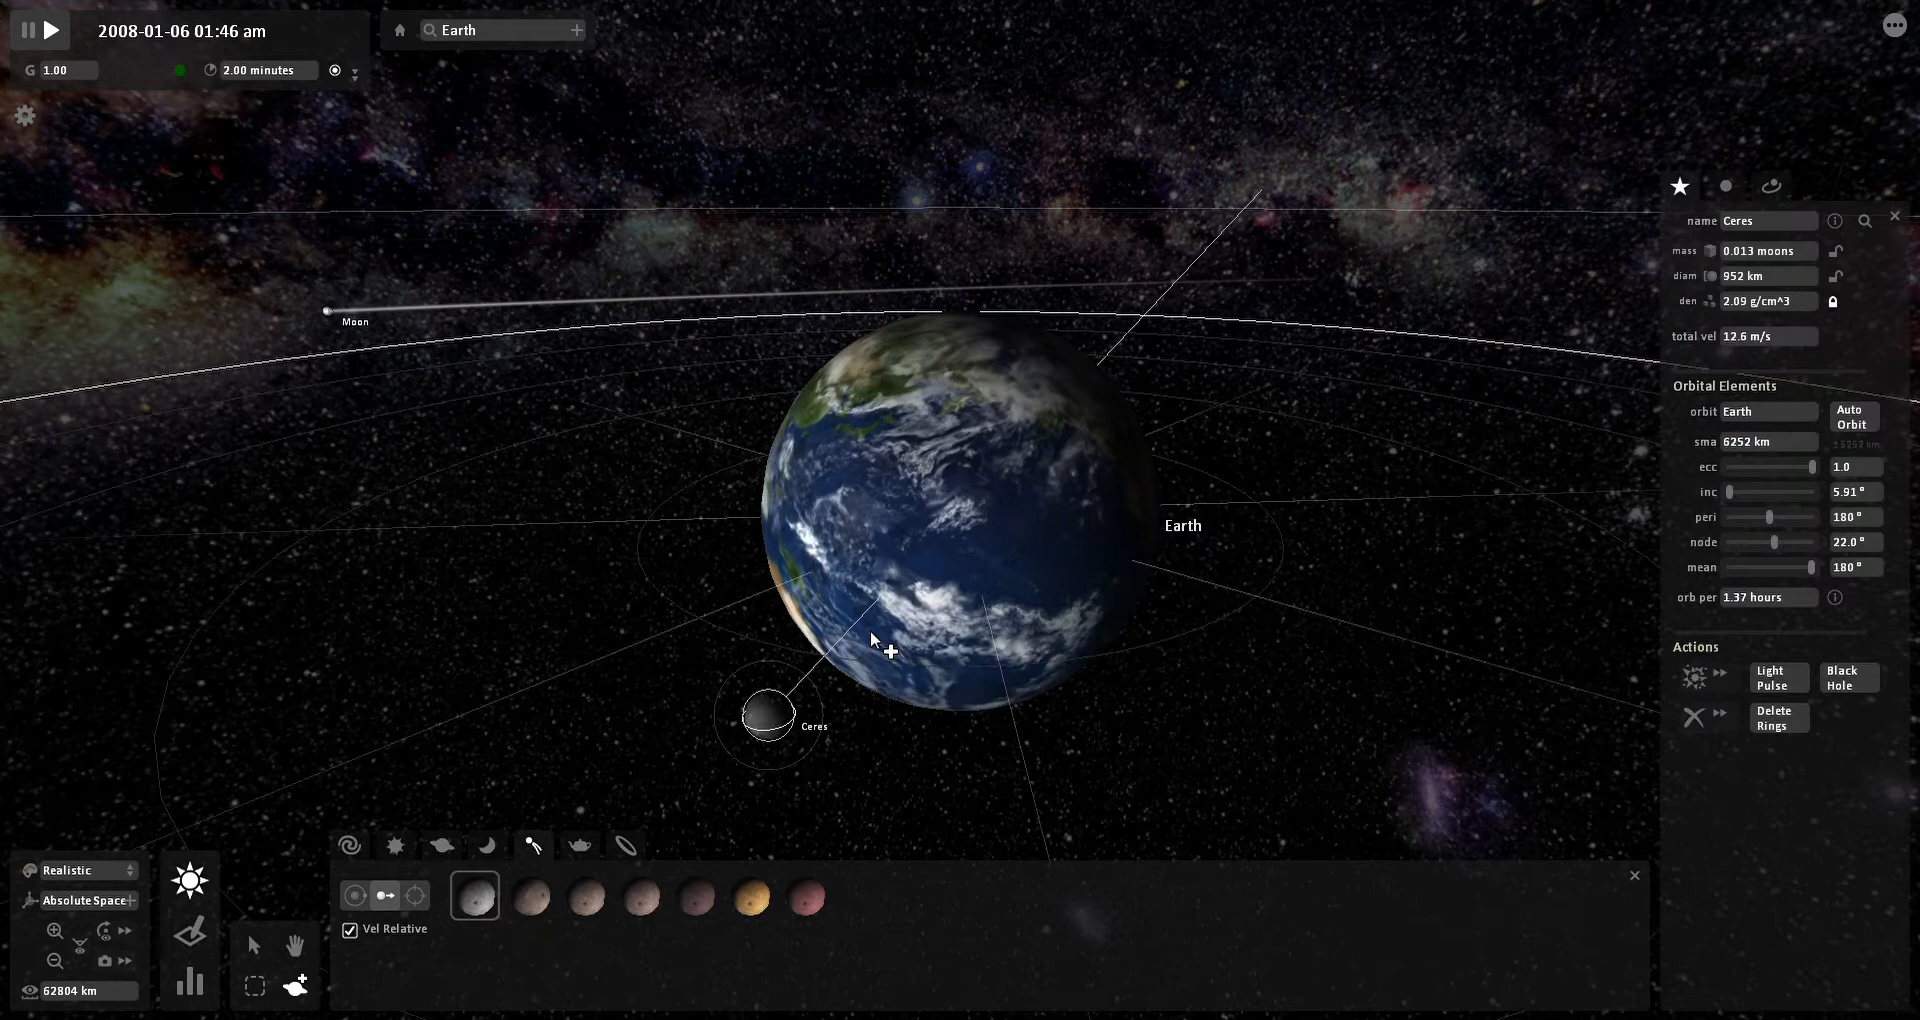 2008-01-06 01:46 am
Earth
G 1.00
2.00 minutes
Moon
Earth
Ceres
name Ceres
mass 0.013 moons
diam 952 km
den 2.09 g/cm^3
total vel 12.6 m/s
Orbital Elements
orbit Earth
Auto
Orbit
sma 6252 km
±6252 km
ecc 1.0
inc 5.91°
peri 180°
node 22.0°
mean 180°
orb per 1.37 hours
Actions
Light
Pulse
Black
Hole
Delete
Rings
Realistic
Absolute Space
62804 km
Vel Relative